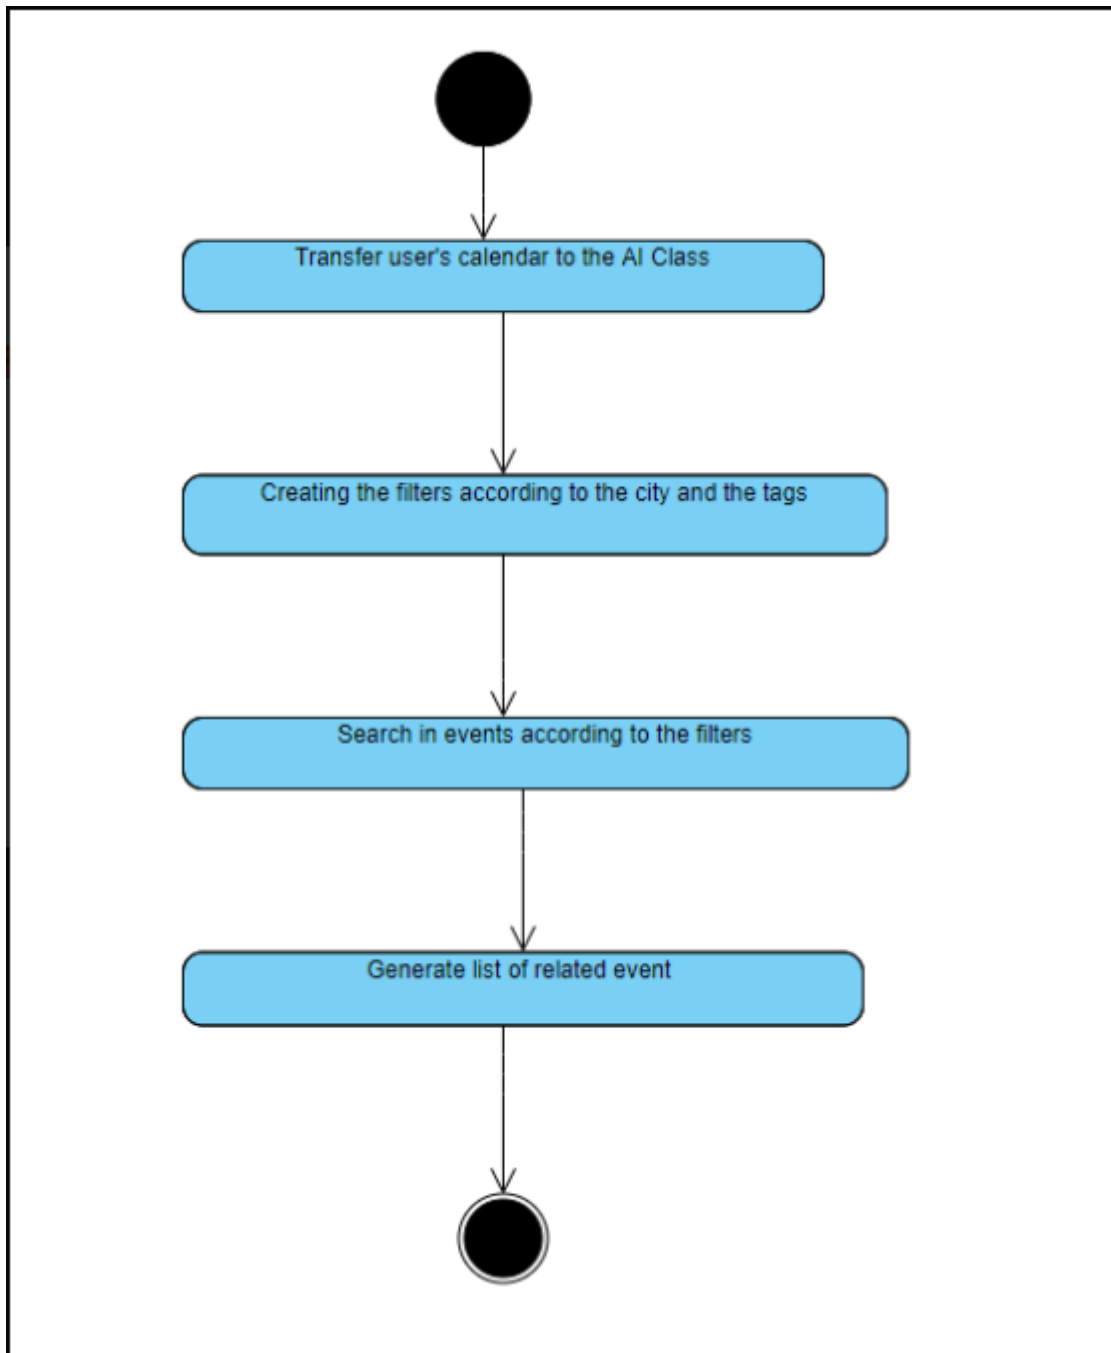 Transfer user's calendar to the AI Class
Creating the filters according to the city and the tags
Search in events according to the filters
Generate list of related event